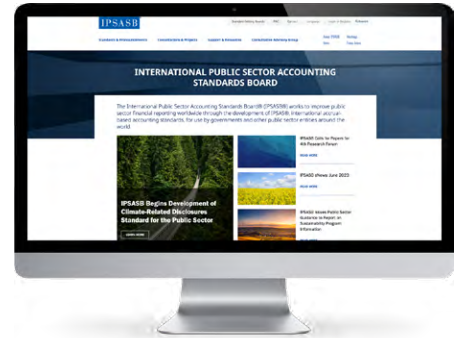 IPSASB
Standards & Pronouncements Consultations & Projects Support & Resources Consultative Advisory Group
INTERNATIONAL PUBLIC SECTOR ACCOUNTING
STANDARDS BOARD
The International Public Sector Accounting Standards Board® (IPSASB®) works to improve public
sector financial reporting worldwide through the development of IPSAS®, international accrual-
based accounting standards, for use by governments and other public sector entities around the
world.
IPSASB Begins Development of
Climate-Related Disclosures
Standard for the Public Sector
LEARN MORE
IPSASB Calls for Papers for
4th Research Forum
READ MORE
IPSASB eNews June 2023
READ MORE
IPSASB Issues Public Sector
Guidance to Report on
Sustainability Program
Information
READ MORE